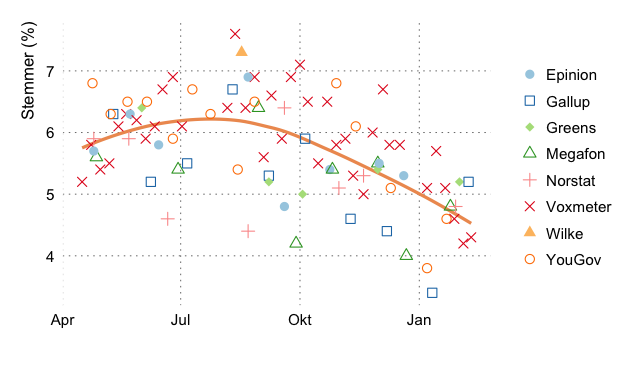 Stemmer (%)
7
6
5
4
Apr
Jul
Okt
Jan
Epinion
Gallup
Greens
Megafon
Norstat
Voxmeter
Wilke
YouGov